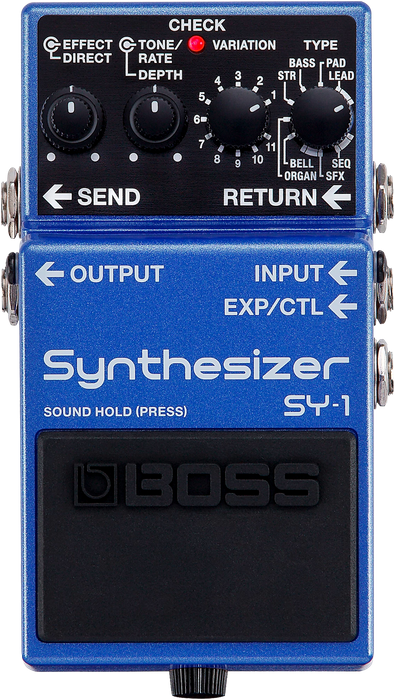 CHECK
EFFECT
DIRECT
TONE/
RATE
DEPTH
VARIATION
TYPE
BASS
PAD
STR
LEAD
1
2
3
4
5
6
7
8
9
10
11
BELL
SEQ
ORGAN
SFX
SEND
RETURN
OUTPUT
INPUT
EXP/CTL
Synthesizer
SOUND HOLD (PRESS)
SY-1
BOSS